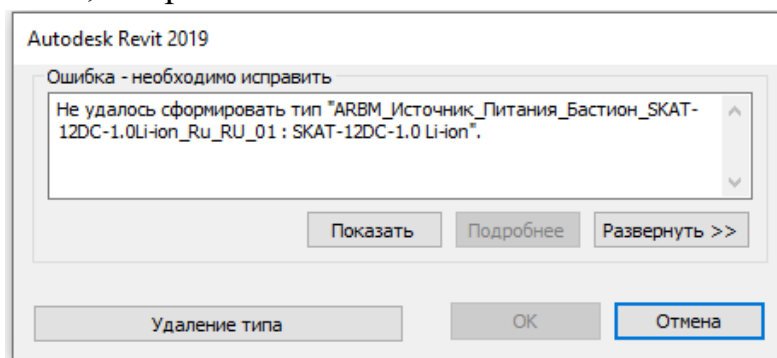 Autodesk Revit 2019
Ошибка - необходимо исправить
Не удалось сформировать тип "ARBM_Источник_Питания_Бастион_SKAT-
12DC-1.0Li-ion_Ru_RU_01 : SKAT-12DC-1.0 Li-ion".
Показать
Подробнее
Развернуть >>
Удаление типа
OK
Отмена